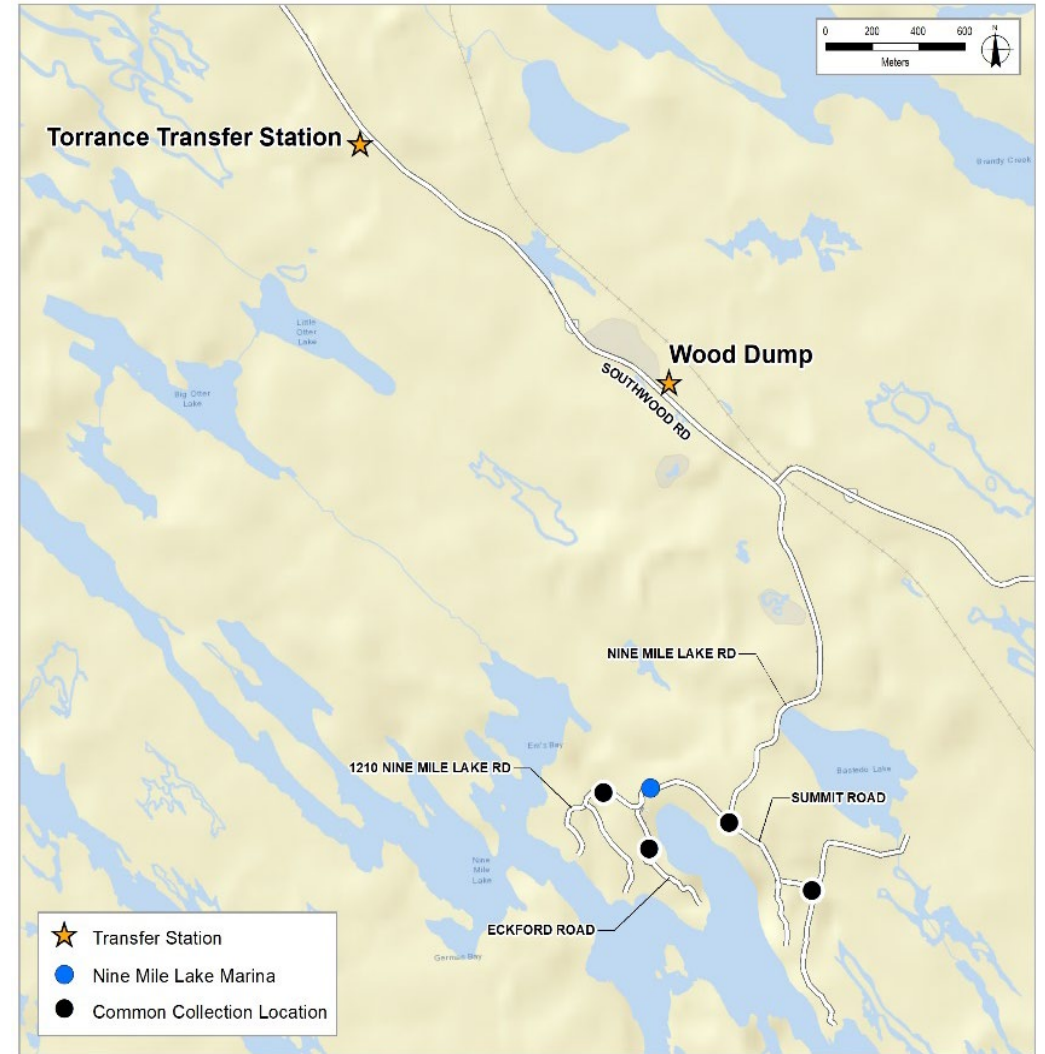 0 200 400 600
N
Meters
Torrance Transfer Station
Brandy Creek
Little
Otter
Lake
Wood Dump
SOUTHWOOD RD
Big Otter
Lake
NINE MILE LAKE RD
1210 NINE MILE LAKE RD
SUMMIT ROAD
Nine
Mile
Lake
ECKFORD ROAD
German Bay
Transfer Station
Nine Mile Lake Marina
Common Collection Location